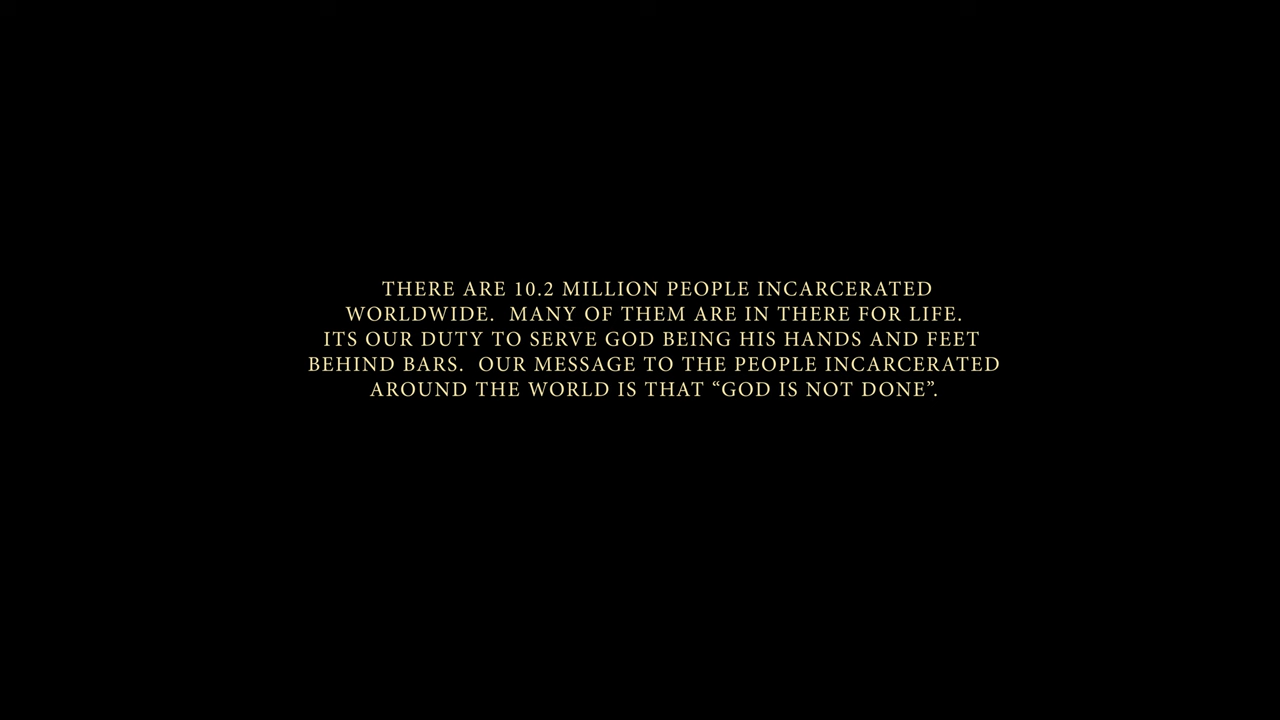 THERE ARE 10.2 MILLION PEOPLE INCARCERATED
WORLDWIDE.  MANY OF THEM ARE IN THERE FOR LIFE.
ITS OUR DUTY TO SERVE GOD BEING HIS HANDS AND FEET
BEHIND BARS.  OUR MESSAGE TO THE PEOPLE INCARCERATED
AROUND THE WORLD IS THAT “GOD IS NOT DONE”.